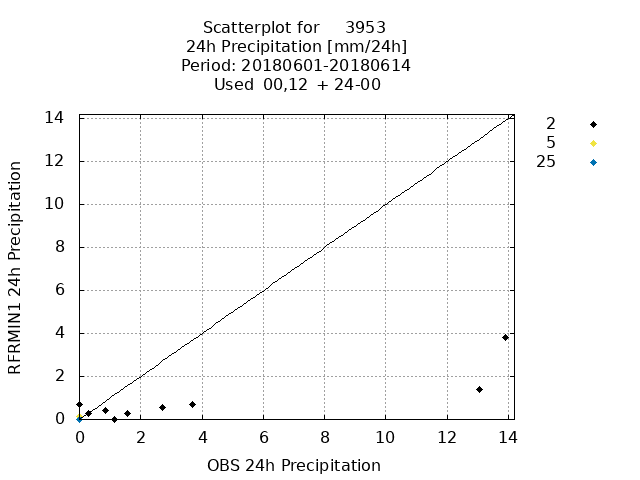 Scatterplot for 3953
24h Precipitation [mm/24h]
Period: 20180601-20180614
Used 00,12 + 24-00
14
12
10
8
6
4
2
0
RFRMIN1 24h Precipitation
0 2 4 6 8 10 12 14
OBS 24h Precipitation
2
5
25